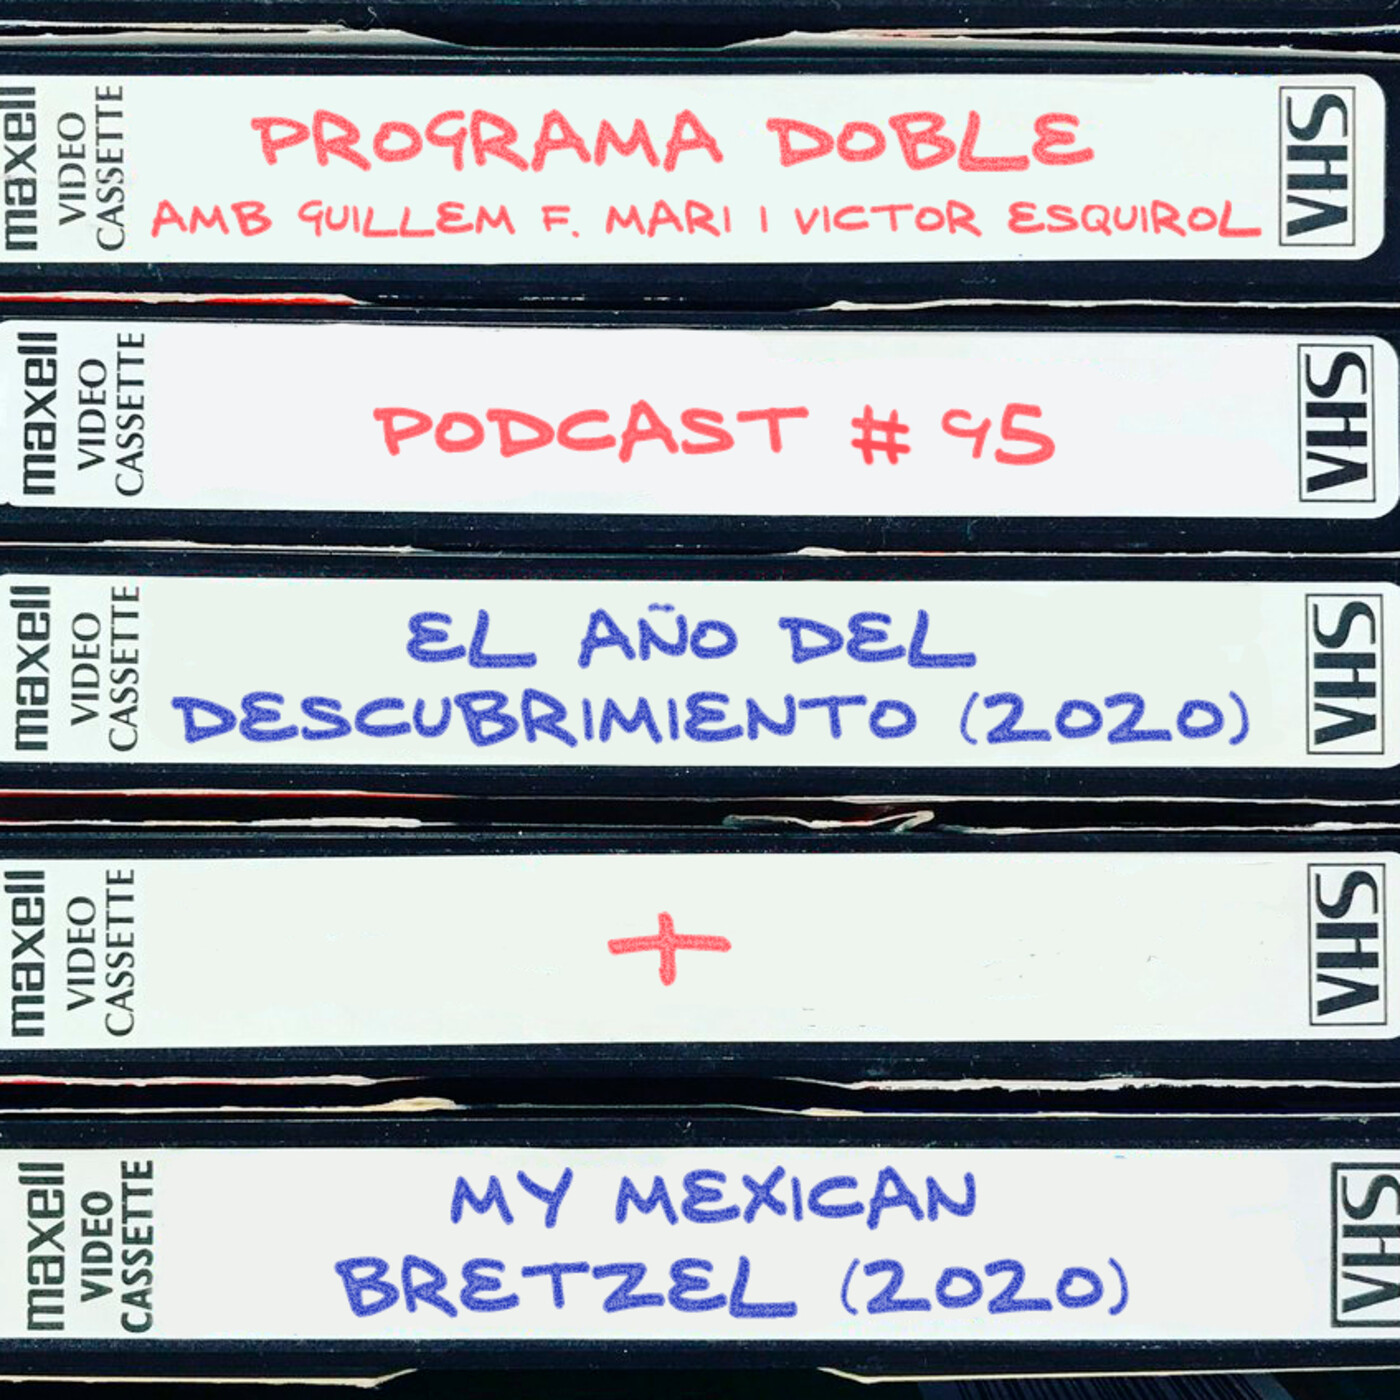 maxell
VIDEO
CASSETTE
PROGRAMA DOBLE
AMB GUILLEM F. MARI I VICTOR ESQUIROL
VHS
maxell
VIDEO
CASSETTE
PODCAST # 95
VHS
maxell
VIDEO
CASSETTE
EL AÑO DEL
DESCUBRIMIENTO (2020)
VHS
maxell
VIDEO
CASSETTE
+
VHS
maxell
VIDEO
CASSETTE
MY MEXICAN
BRETZEL (2020)
VHS